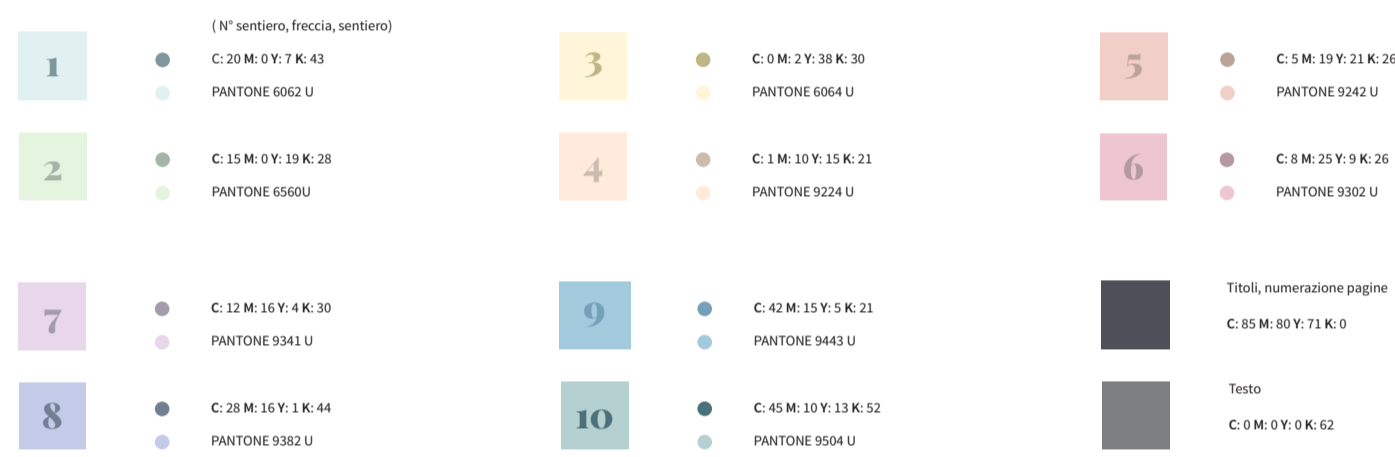 ( N° sentiero, freccia, sentiero)
1
C: 20 M: 0 Y: 7 K: 43
PANTONE 6062 U
3
C: 0 M: 2 Y: 38 K: 30
PANTONE 6064 U
5
C: 5 M: 19 Y: 21 K: 26
PANTONE 9242 U
2
C: 15 M: 0 Y: 19 K: 28
PANTONE 6560U
4
C: 1 M: 10 Y: 15 K: 21
PANTONE 9224 U
6
C: 8 M: 25 Y: 9 K: 26
PANTONE 9302 U
7
C: 12 M: 16 Y: 4 K: 30
PANTONE 9341 U
9
C: 42 M: 15 Y: 5 K: 21
PANTONE 9443 U
Titoli, numerazione pagine
C: 85 M: 80 Y: 71 K: 0
8
C: 28 M: 16 Y: 1 K: 44
PANTONE 9382 U
10
C: 45 M: 10 Y: 13 K: 52
PANTONE 9504 U
Testo
C: 0 M: 0 Y: 0 K: 62